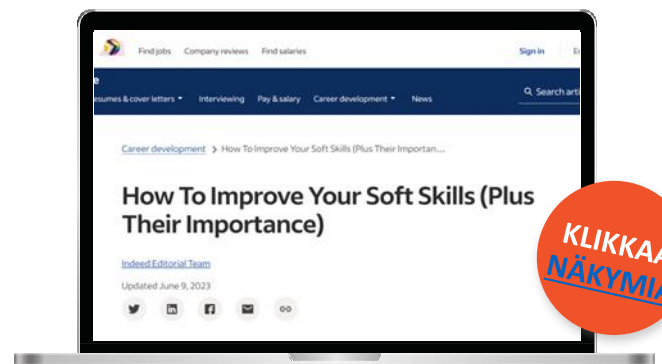 Find jobs Company reviews Find salaries Sign in
e
esumes & cover letters Interviewing Pay & salary Career development News Search arti
Career development > How To Improve Your Soft Skills (Plus Their Importan....
How To Improve Your Soft Skills (Plus
Their Importance)
Indeed Editorial Team
Updated June 9, 2023
KLIKKAA
NÄKYMIÄ